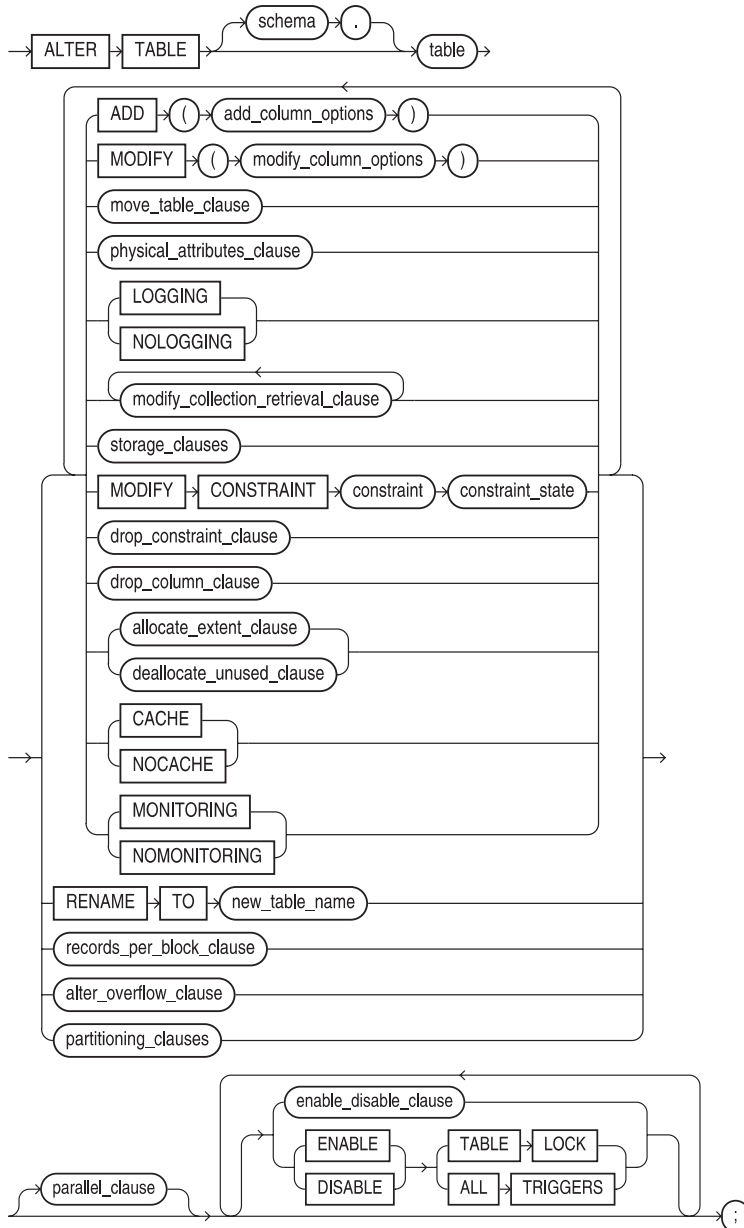 schema .
ALTER TABLE table
ADD ( add_column_options )
MODIFY ( modify_column_options )
move_table_clause
physical_attributes_clause
LOGGING
NOLOGGING
modify_collection_retrieval_clause
storage_clauses
MODIFY CONSTRAINT constraint constraint_state
drop_constraint_clause
drop_column_clause
allocate_extent_clause
deallocate_unused_clause
CACHE
NOCACHE
MONITORING
NOMONITORING
RENAME TO new_table_name
records_per_block_clause
alter_overflow_clause
partitioning_clauses
enable_disable_clause
ENABLE TABLE LOCK
parallel_clause DISABLE ALL TRIGGERS
;